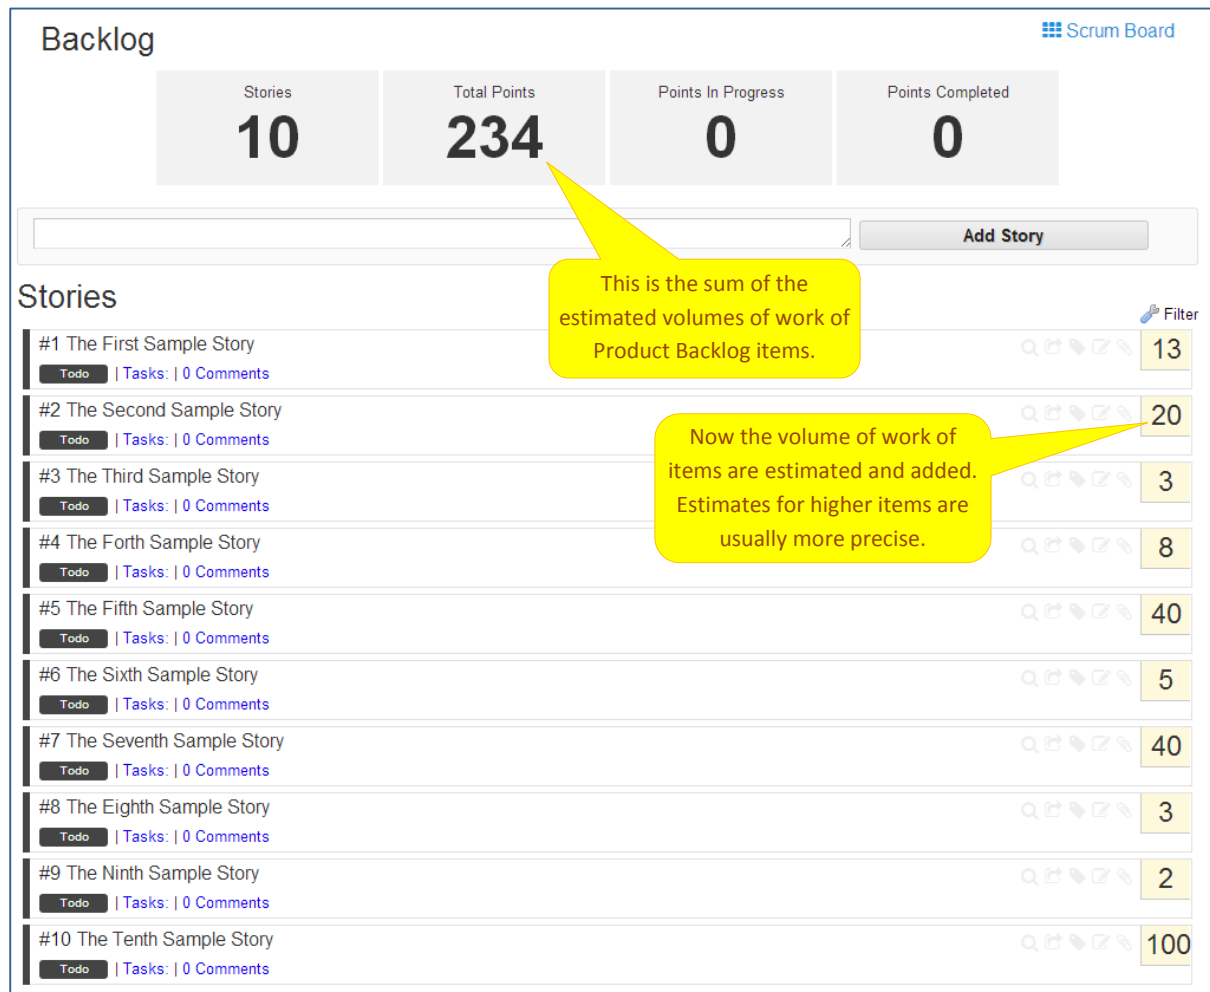 Backlog
Scrum Board
Stories
Total Points
Points In Progress
Points Completed
10
234
0
0
Add Story
This is the sum of the
estimated volumes of work of
Product Backlog items.
Stories
Filter
#1 The First Sample Story
13
Todo | Tasks: | 0 Comments
#2 The Second Sample Story
20
Todo | Tasks: | 0 Comments
Now the volume of work of
items are estimated and added.
Estimates for higher items are
usually more precise.
#3 The Third Sample Story
3
Todo | Tasks: | 0 Comments
#4 The Forth Sample Story
8
Todo | Tasks: | 0 Comments
#5 The Fifth Sample Story
40
Todo | Tasks: | 0 Comments
#6 The Sixth Sample Story
5
Todo | Tasks: | 0 Comments
#7 The Seventh Sample Story
40
Todo | Tasks: | 0 Comments
#8 The Eighth Sample Story
3
Todo | Tasks: | 0 Comments
#9 The Ninth Sample Story
2
Todo | Tasks: | 0 Comments
#10 The Tenth Sample Story
100
Todo | Tasks: | 0 Comments